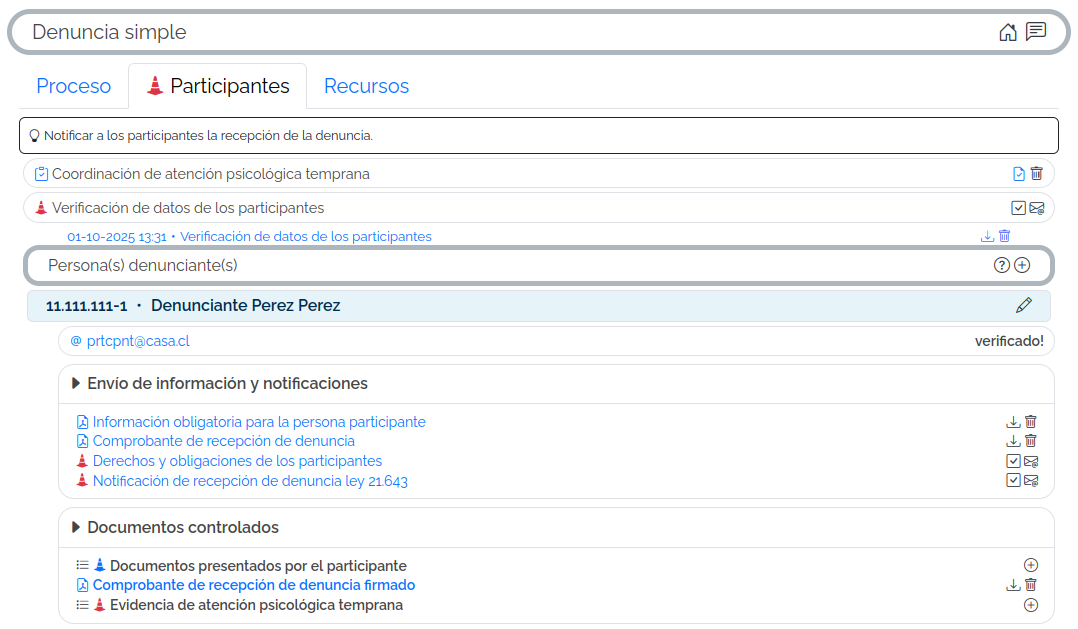 Denuncia simple
Proceso Participantes Recursos
Notificar a los participantes la recepción de la denuncia.
Coordinación de atención psicológica temprana
Verificación de datos de los participantes
01-10-2025 13:31 • Verificación de datos de los participantes
Persona(s) denunciante(s)
11.111.111-1 • Denunciante Perez Perez
@ prtcpnt@casa.cl verificado!
Envío de información y notificaciones
Información obligatoria para la persona participante
Comprobante de recepción de denuncia
Derechos y obligaciones de los participantes
Notificación de recepción de denuncia ley 21.643
Documentos controlados
Documentos presentados por el participante
Comprobante de recepción de denuncia firmado
Evidencia de atención psicológica temprana